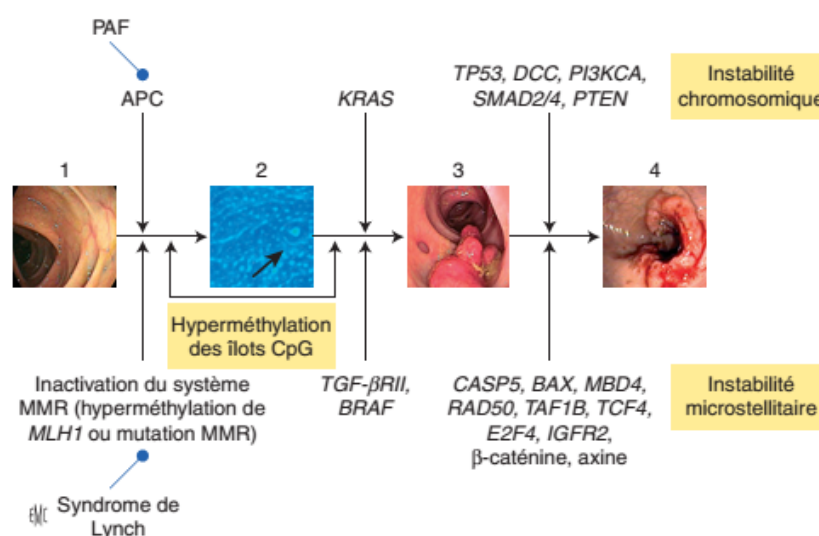 PAF
APC
KRAS
TP53, DCC, PI3KCA,
SMAD2/4, PTEN
Instabilité
chromosomique
1
2
3
4
Hyperméthylation
des îlots CpG
Inactivation du système
MMR (hyperméthylation de
MLH1 ou mutation MMR)
TGF-βRII,
BRAF
CASP5, BAX, MBD4,
RAD50, TAF1B, TCF4,
E2F4, IGFR2,
β-caténine, axine
Instabilité
microstellitaire
EMC
Syndrome de
Lynch